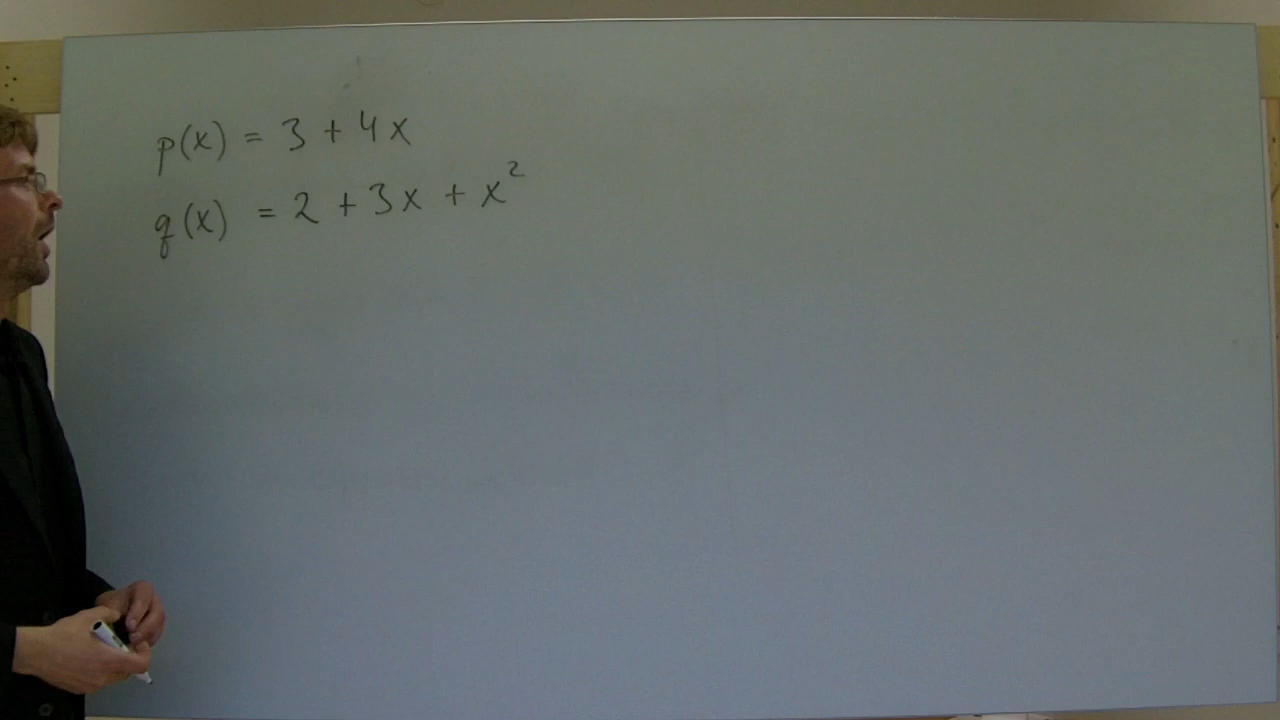 p(x) = 3 + 4x
q(x) = 2 + 3x + x²